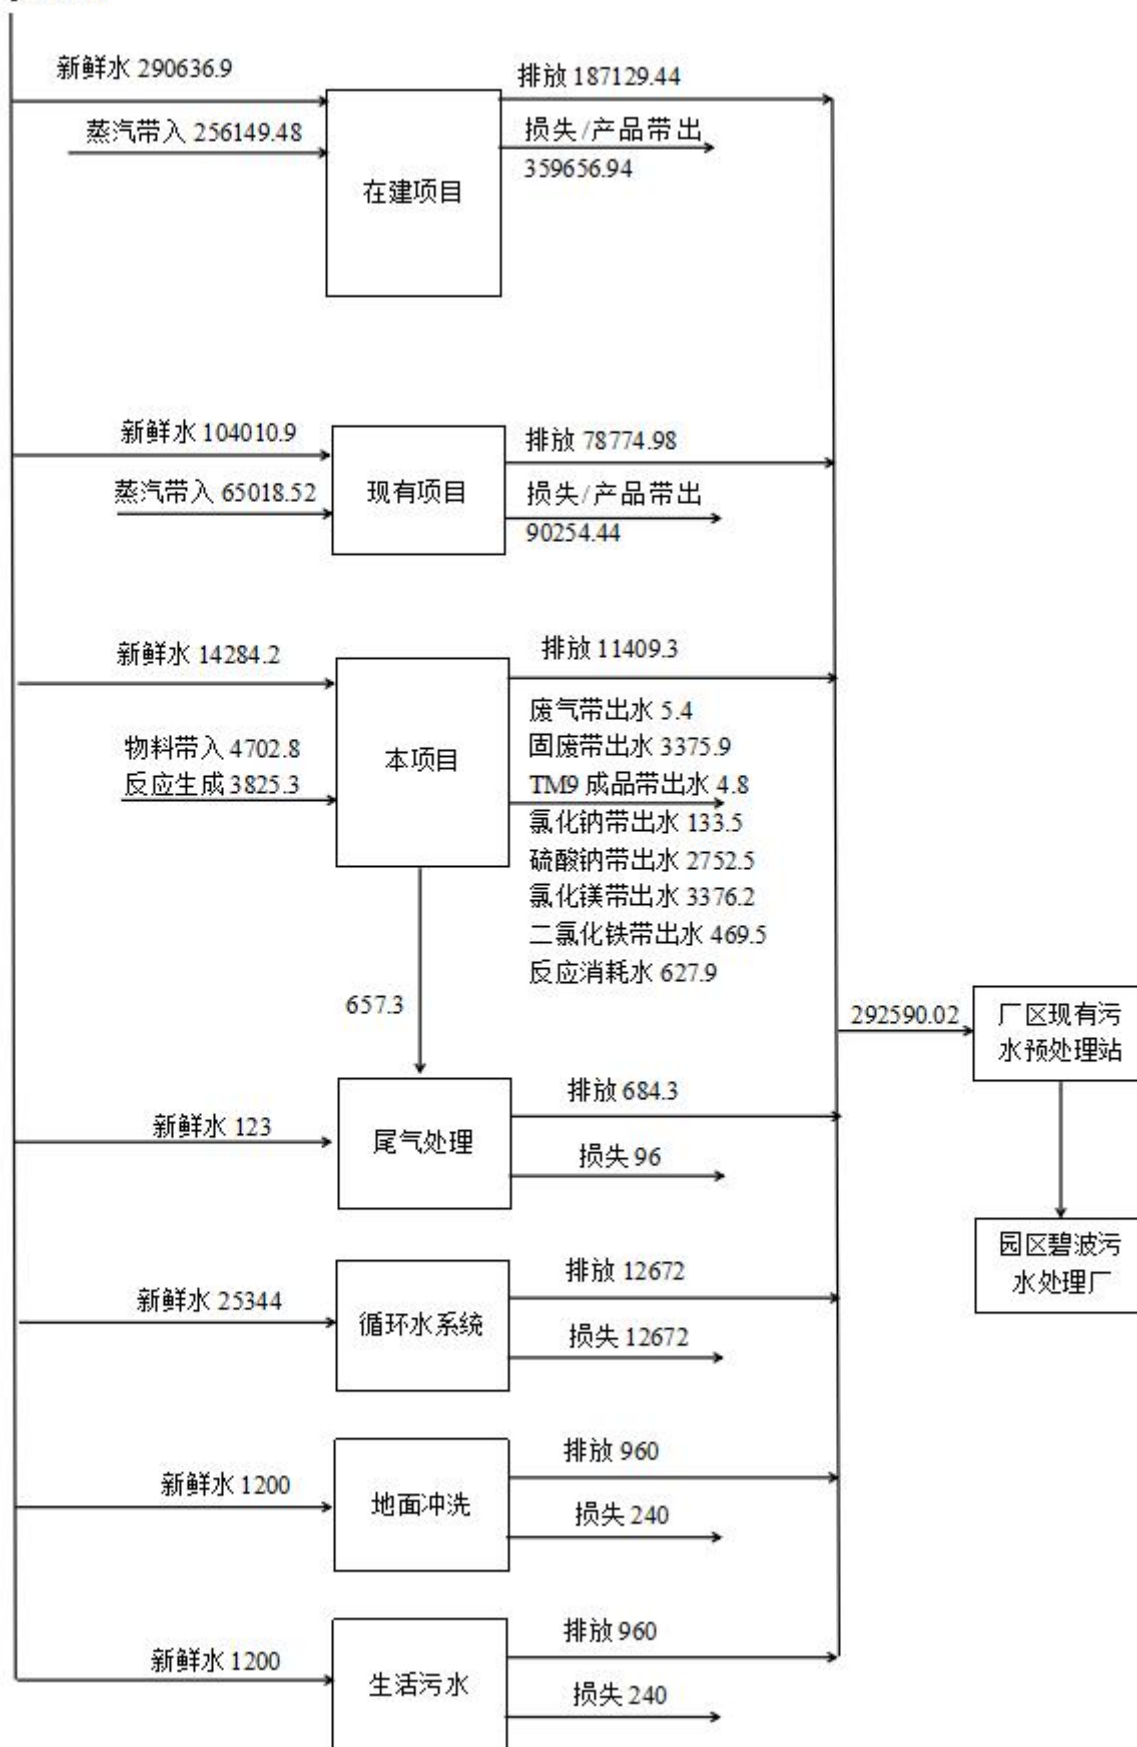 新鲜水 290636.9
排放 187129.44
蒸汽带入 256149.48
损失/产品带出
359656.94
在建项目
新鲜水 104010.9
排放 78774.98
蒸汽带入 65018.52
现有项目
损失/产品带出
90254.44
新鲜水 14284.2
排放 11409.3
物料带入 4702.8
反应生成 3825.3
本项目
废气带出水 5.4
固废带出水 3375.9
TM9 成品带出水 4.8
氯化钠带出水 133.5
硫酸钠带出水 2752.5
氯化镁带出水 3376.2
二氯化铁带出水 469.5
反应消耗水 627.9
657.3
292590.02
厂区现有污
水预处理站
新鲜水 123
尾气处理
排放 684.3
损失 96
园区碧波污
水处理厂
新鲜水 25344
循环水系统
排放 12672
损失 12672
新鲜水 1200
地面冲洗
排放 960
损失 240
新鲜水 1200
生活污水
排放 960
损失 240